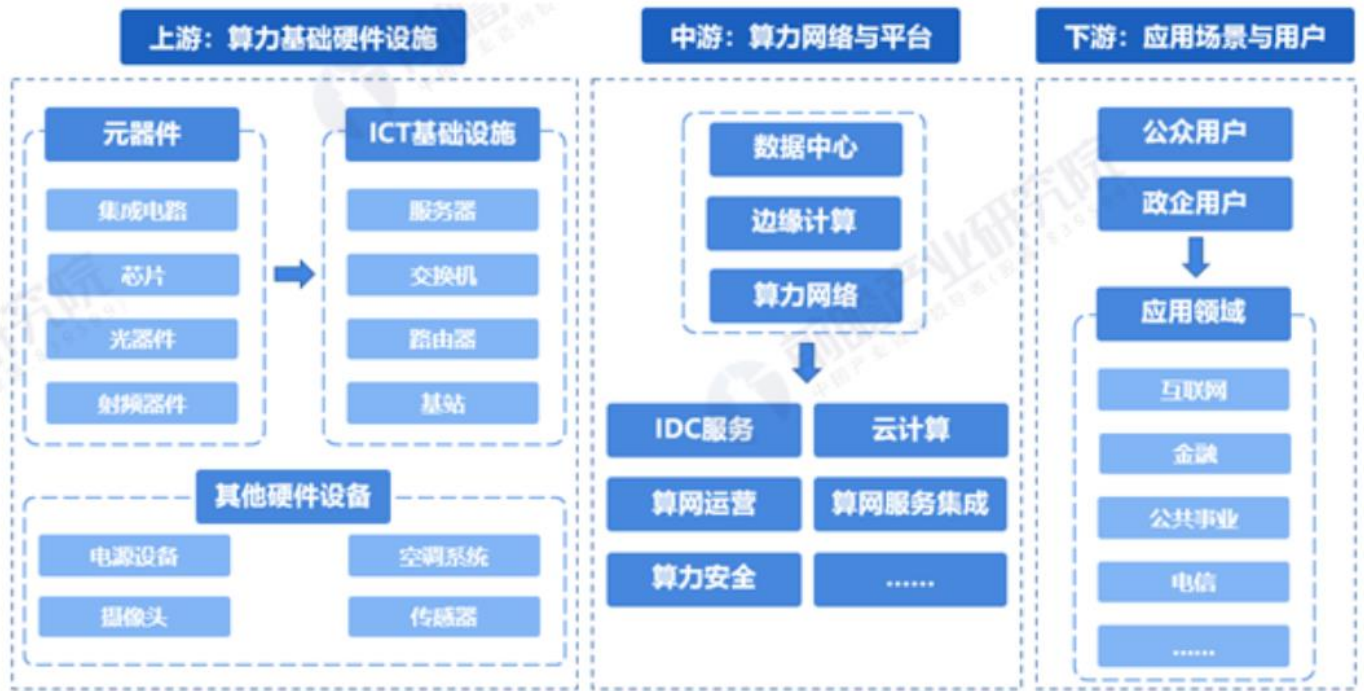 上游：算力基础硬件设施
元器件
集成电路
芯片
光器件
射频器件
ICT基础设施
服务器
交换机
路由器
基站
其他硬件设备
电源设备
空调系统
摄像头
传感器
中游：算力网络与平台
数据中心
边缘计算
算力网络
IDC服务
云计算
算网运营
算网服务集成
算力安全
......
下游：应用场景与用户
公众用户
政企用户
应用领域
互联网
金融
公共事业
电信
......
前瞻产业研究院